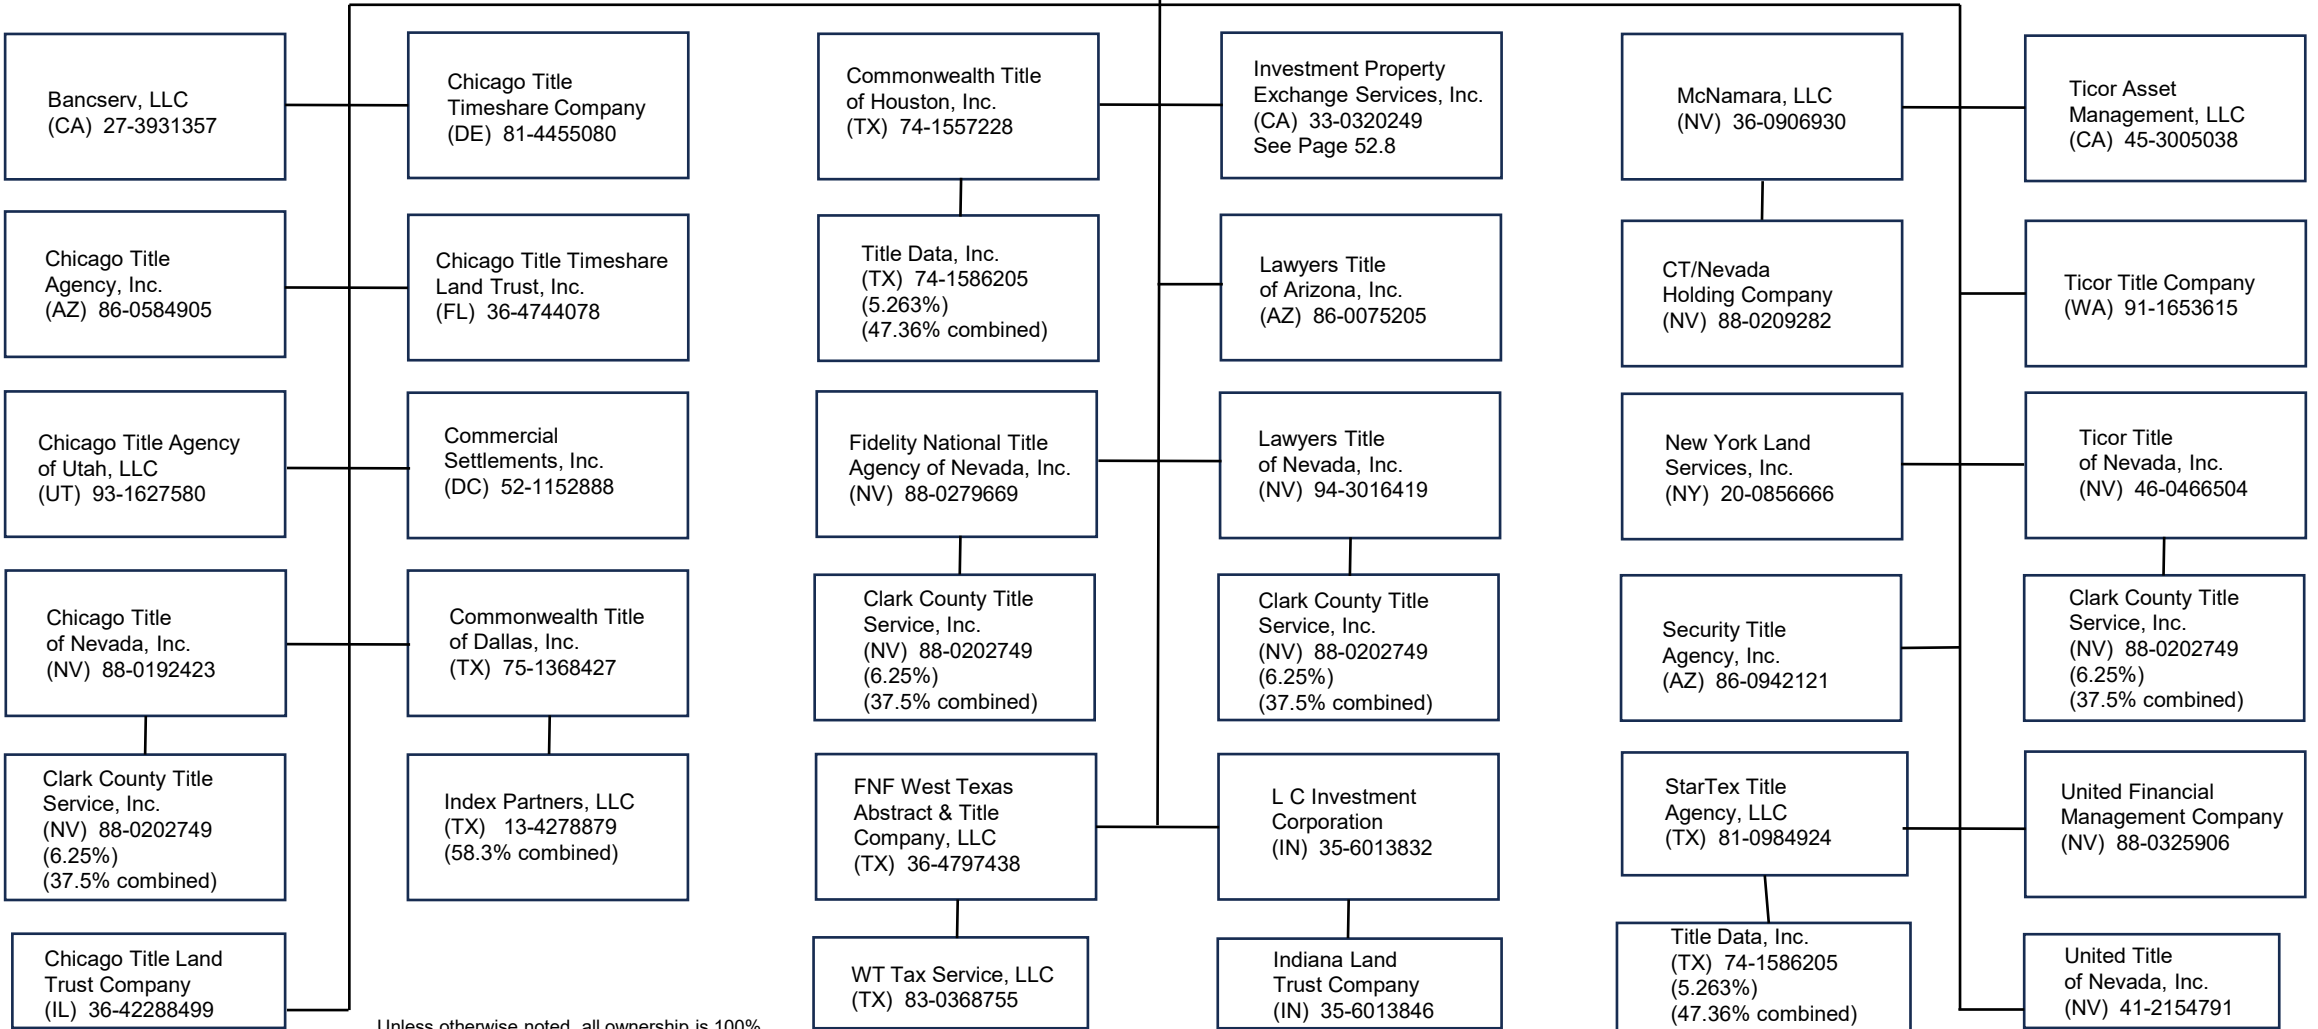 Bancserv, LLC
(CA) 27-3931357
Chicago Title
Timeshare Company
(DE) 81-4455080
Commonwealth Title
of Houston, Inc.
(TX) 74-1557228
Investment Property
Exchange Services, Inc.
(CA) 33-0320249
See Page 52.8
McNamara, LLC
(NV) 36-0906930
Ticor Asset
Management, LLC
(CA) 45-3005038
Chicago Title
Agency, Inc.
(AZ) 86-0584905
Chicago Title Timeshare
Land Trust, Inc.
(FL) 36-4744078
Title Data, Inc.
(TX) 74-1586205
(5.263%)
(47.36% combined)
Lawyers Title
of Arizona, Inc.
(AZ) 86-0075205
CT/Nevada
Holding Company
(NV) 88-0209282
Ticor Title Company
(WA) 91-1653615
Chicago Title Agency
of Utah, LLC
(UT) 93-1627580
Commercial
Settlements, Inc.
(DC) 52-1152888
Fidelity National Title
Agency of Nevada, Inc.
(NV) 88-0279669
Lawyers Title
of Nevada, Inc.
(NV) 94-3016419
New York Land
Services, Inc.
(NY) 20-0856666
Ticor Title
of Nevada, Inc.
(NV) 46-0466504
Chicago Title
of Nevada, Inc.
(NV) 88-0192423
Commonwealth Title
of Dallas, Inc.
(TX) 75-1368427
Clark County Title
Service, Inc.
(NV) 88-0202749
(6.25%)
(37.5% combined)
Clark County Title
Service, Inc.
(NV) 88-0202749
(6.25%)
(37.5% combined)
Security Title
Agency, Inc.
(AZ) 86-0942121
Clark County Title
Service, Inc.
(NV) 88-0202749
(6.25%)
(37.5% combined)
Clark County Title
Service, Inc.
(NV) 88-0202749
(6.25%)
(37.5% combined)
Index Partners, LLC
(TX) 13-4278879
(58.3% combined)
FNF West Texas
Abstract & Title
Company, LLC
(TX) 36-4797438
L C Investment
Corporation
(IN) 35-6013832
StarTex Title
Agency, LLC
(TX) 81-0984924
United Financial
Management Company
(NV) 88-0325906
Chicago Title Land
Trust Company
(IL) 36-42288499
WT Tax Service, LLC
(TX) 83-0368755
Indiana Land
Trust Company
(IN) 35-6013846
Title Data, Inc.
(TX) 74-1586205
(5.263%)
(47.36% combined)
United Title
of Nevada, Inc.
(NV) 41-2154791
Unless otherwise noted, all ownership is 100%